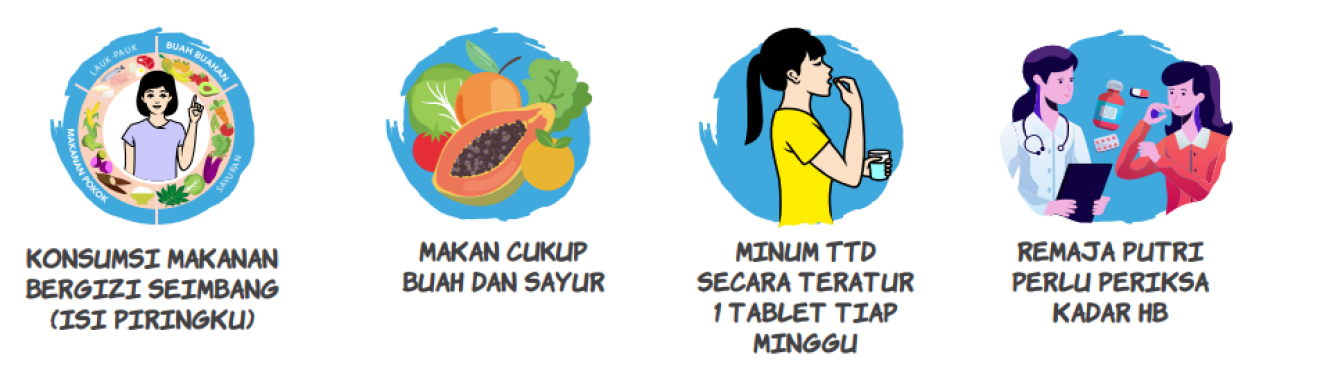 LAUK-PAUK
BUAH BUAHAN
MAKANAN POKOK
SAYURAN
KONSUMSI MAKANAN
BERGIZI SEIMBANG
(ISI PIRINGKU)
MAKAN CUKUP
BUAH DAN SAYUR
MINUM TTD
SECARA TERATUR
1 TABLET TIAP
MINGGU
REMAJA PUTRI
PERLU PERIKSA
KADAR HB